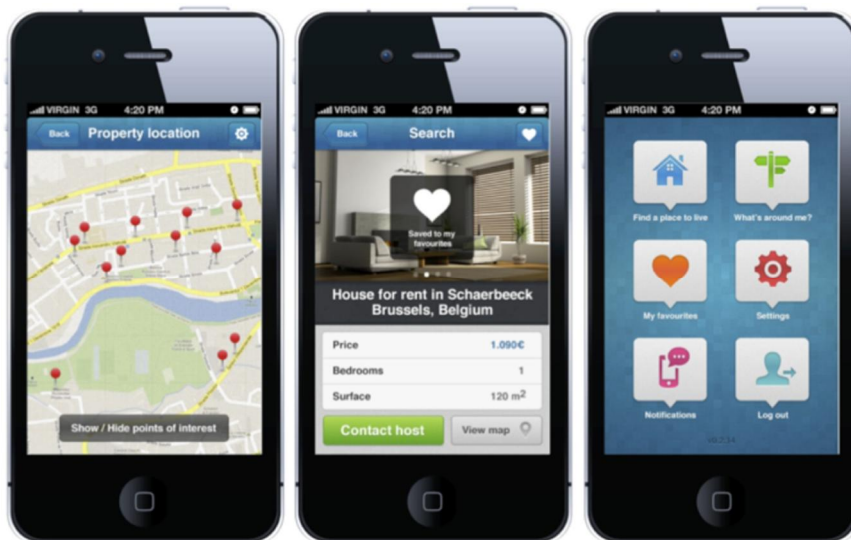 VIRGIN 3G 4:20 PM
Back Property location
Show / Hide points of interest
VIRGIN 3G 4:20 PM
Back Search
Saved to my
favourites
House for rent in Schaerbeeck
Brussels, Belgium
Price 1.090€
Bedrooms 1
Surface 120 m²
Contact host View map
VIRGIN 3G 4:20 PM
Find a place to live What's around me?
My favourites Settings
Notifications Log out